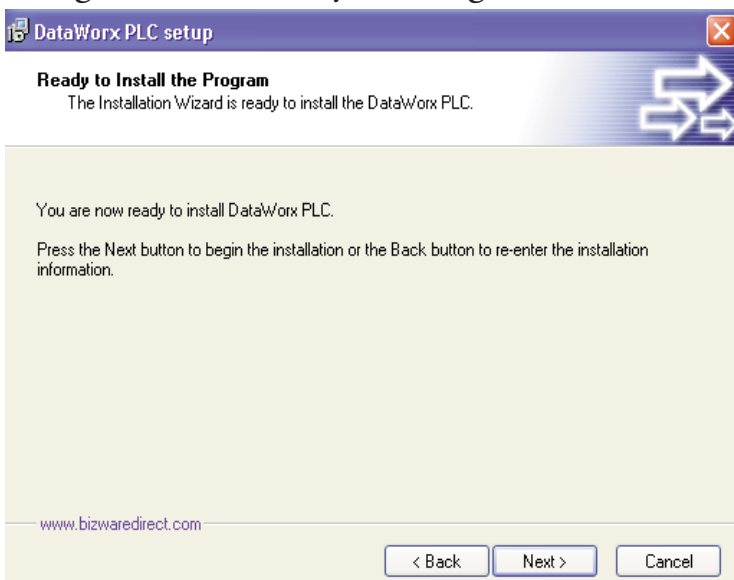 DataWorx PLC setup
Ready to Install the Program
The Installation Wizard is ready to install the DataWorx PLC.
You are now ready to install DataWorx PLC.
Press the Next button to begin the installation or the Back button to re-enter the installation
information.
www.bizwaredirect.com
< Back Next > Cancel